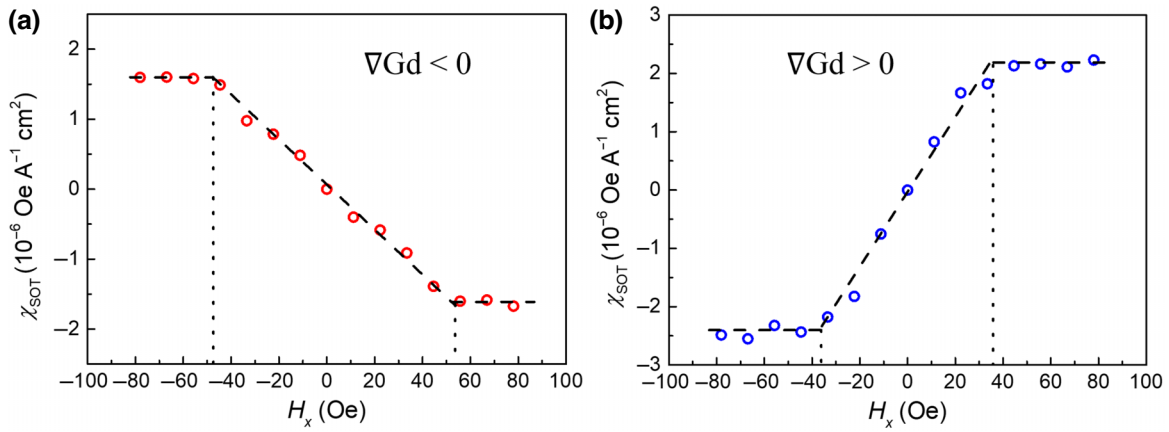 (a)
∇Gd < 0
χSOT (10⁻⁶ Oe A⁻¹ cm²)
2
1
0
−1
−2
−100 −80 −60 −40 −20 0 20 40 60 80 100
Hx (Oe)
(b)
∇Gd > 0
χSOT (10⁻⁶ Oe A⁻¹ cm²)
3
2
1
0
−1
−2
−3
−100 −80 −60 −40 −20 0 20 40 60 80 100
Hx (Oe)